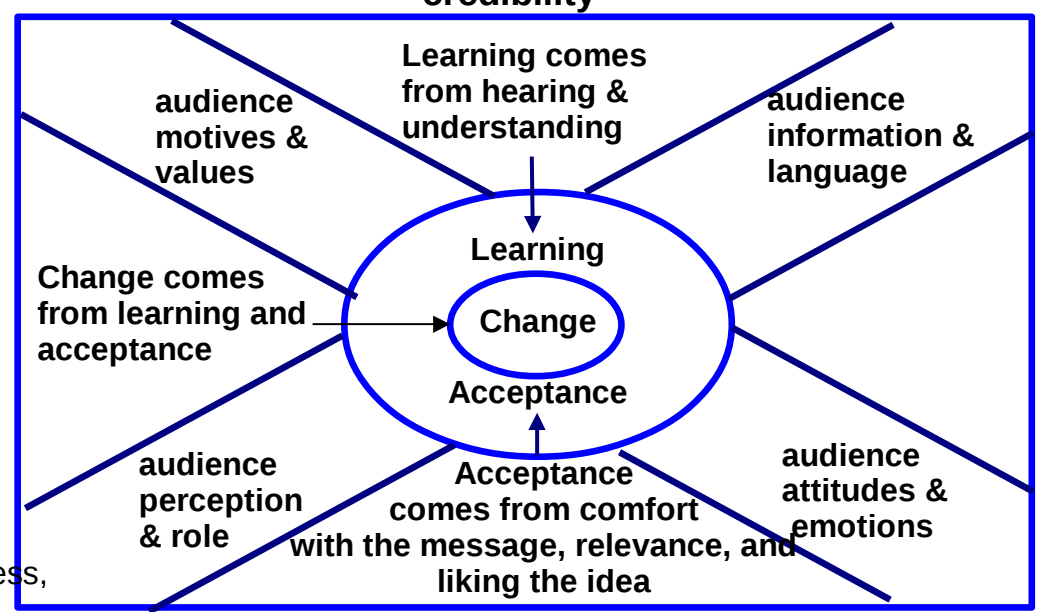 Learning comes
from hearing &
understanding
audience
motives &
values
audience
information &
language
Learning
Change comes
from learning and
acceptance
Change
Acceptance
audience
perception
& role
Acceptance
comes from comfort
with the message, relevance, and
liking the idea
audience
attitudes &
emotions